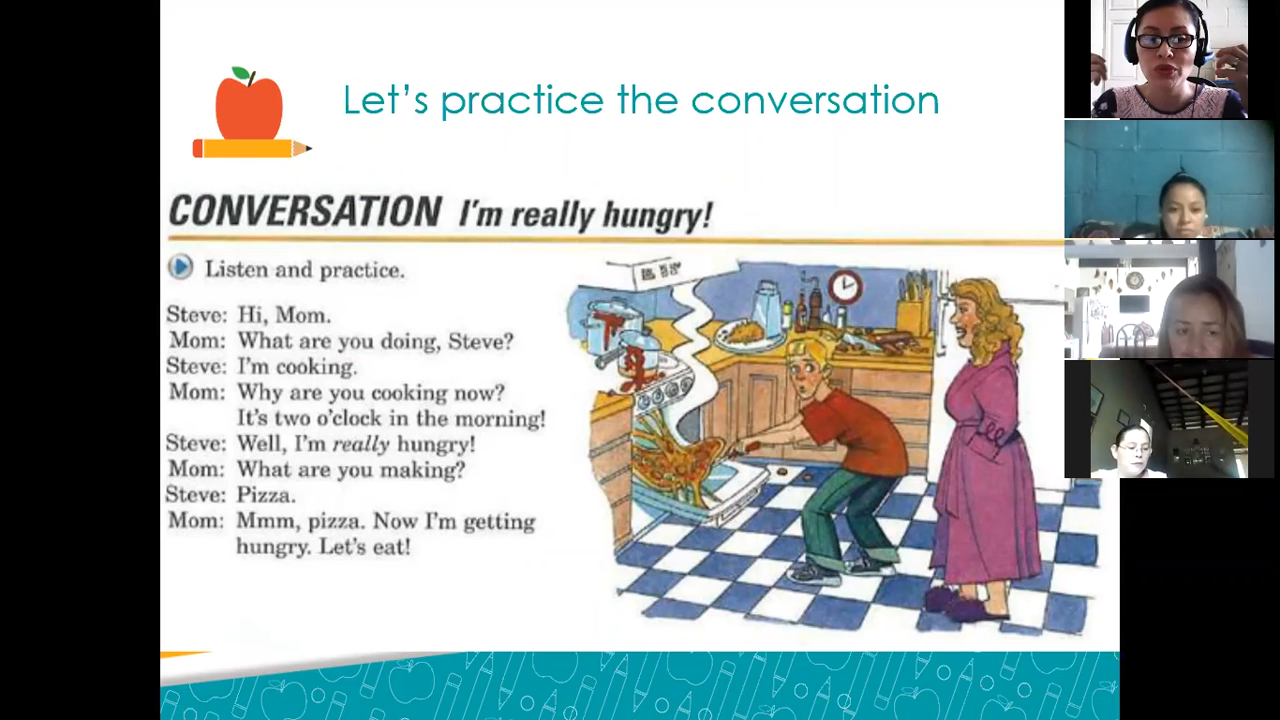 Let's practice the conversation
CONVERSATION I'm really hungry!
Listen and practice.
Steve: Hi, Mom.
Mom: What are you doing, Steve?
Steve: I'm cooking.
Mom: Why are you cooking now?
It's two o'clock in the morning!
Steve: Well, I'm really hungry!
Mom: What are you making?
Steve: Pizza.
Mom: Mmm, pizza. Now I'm getting
hungry. Let's eat!